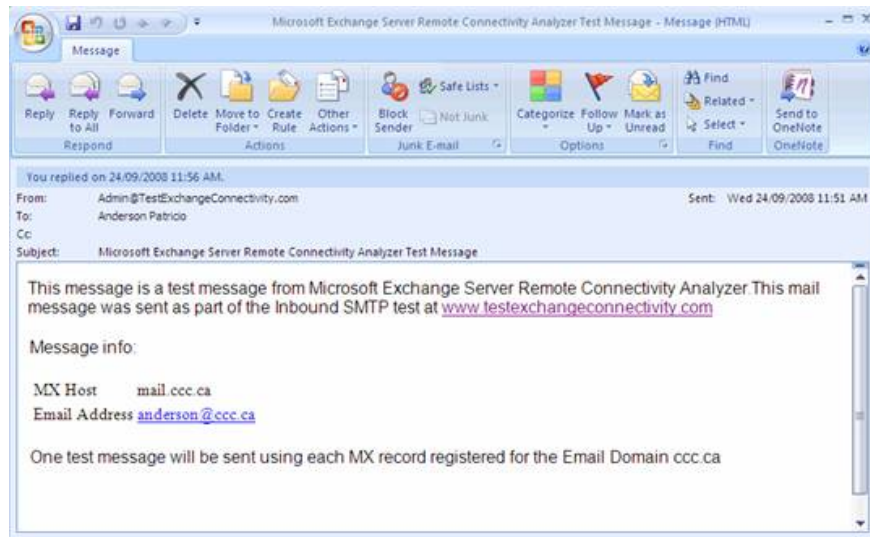 Microsoft Exchange Server Remote Connectivity Analyzer Test Message - Message (HTML)
Message
Reply
Reply to All
Forward
Delete
Move to Folder
Create Rule
Other Actions
Block Sender
Safe Lists
Not Junk
Categorize
Follow Up
Mark as Unread
Find
Related
Select
Send to OneNote
Respond
Actions
Junk E-mail
Options
Find
OneNote
You replied on 24/09/2008 11:56 AM.
From: Admin@TestExchangeConnectivity.com Sent: Wed 24/09/2008 11:51 AM
To: Anderson Patricio
Cc:
Subject: Microsoft Exchange Server Remote Connectivity Analyzer Test Message
This message is a test message from Microsoft Exchange Server Remote Connectivity Analyzer.This mail
message was sent as part of the Inbound SMTP test at www.testexchangeconnectivity.com
Message info:
MX Host mail.ccc.ca
Email Address anderson@ccc.ca
One test message will be sent using each MX record registered for the Email Domain ccc.ca